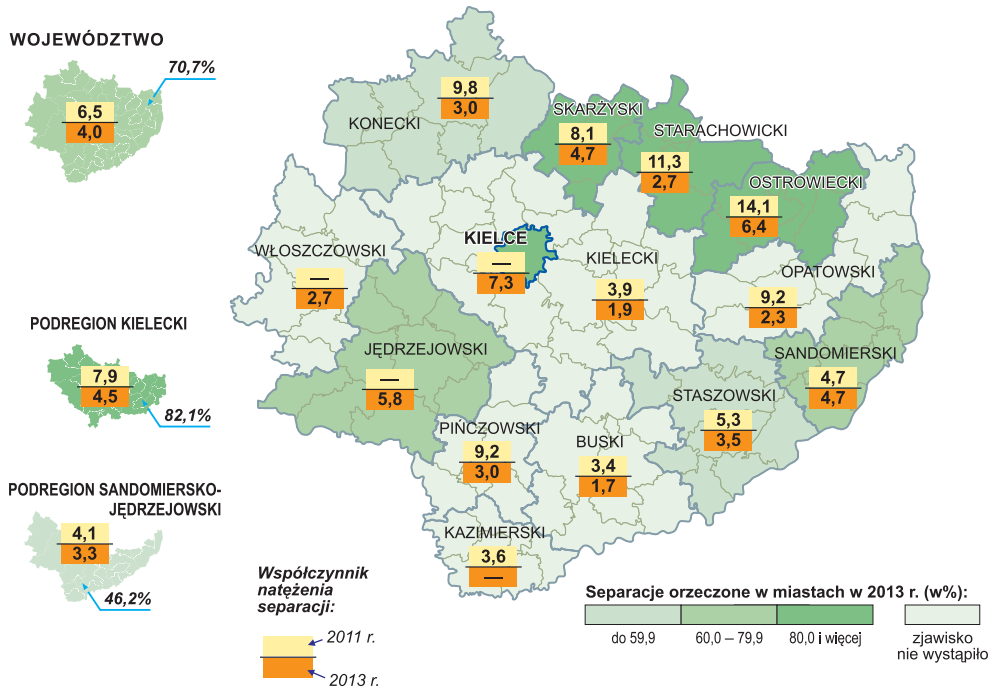 WOJEWÓDZTWO
70,7%
6,5
4,0
PODREGION KIELECKI
7,9
4,5
82,1%
PODREGION SANDOMIERSKO-
JĘDRZEJOWSKI
4,1
3,3
46,2%
KONECKI
9,8
3,0
SKARŻYSKI
8,1
4,7
STARACHOWICKI
11,3
2,7
OSTROWIECKI
14,1
6,4
WŁOSZCZOWSKI
—
2,7
KIELCE
—
7,3
KIELECKI
3,9
1,9
OPATOWSKI
9,2
2,3
JĘDRZEJOWSKI
—
5,8
SANDOMIERSKI
4,7
4,7
STASZOWSKI
5,3
3,5
PIŃCZOWSKI
9,2
3,0
BUSKI
3,4
1,7
KAZIMIERSKI
3,6
—
Współczynnik
natężenia
separacji:
2011 r.
2013 r.
Separacje orzeczone w miastach w 2013 r. (w%):
do 59,9
60,0 – 79,9
80,0 i więcej
zjawisko
nie wystąpiło